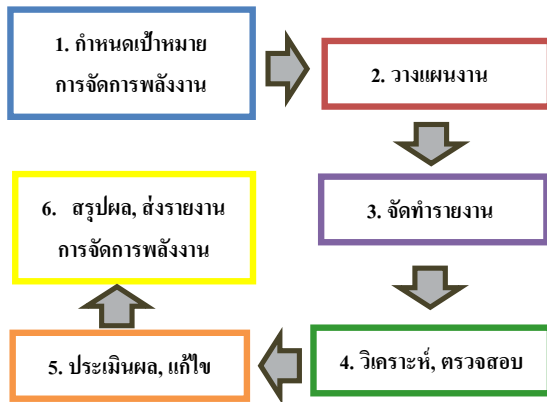 1. กำหนดเป้าหมาย
การจัดการพลังงาน
2. วางแผนงาน
3. จัดทำรายงาน
4. วิเคราะห์, ตรวจสอบ
5. ประเมินผล, แก้ไข
6. สรุปผล, ส่งรายงาน
การจัดการพลังงาน